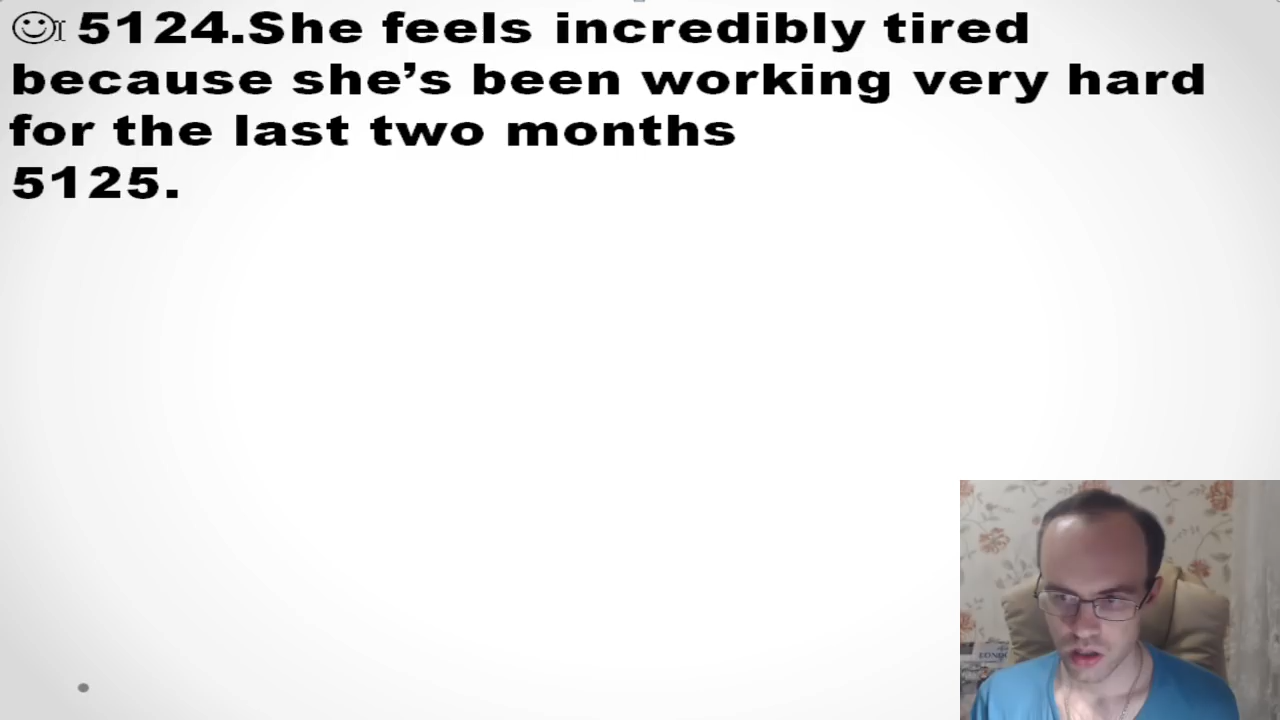 ☺ 5124.She feels incredibly tired
because she’s been working very hard
for the last two months
5125.